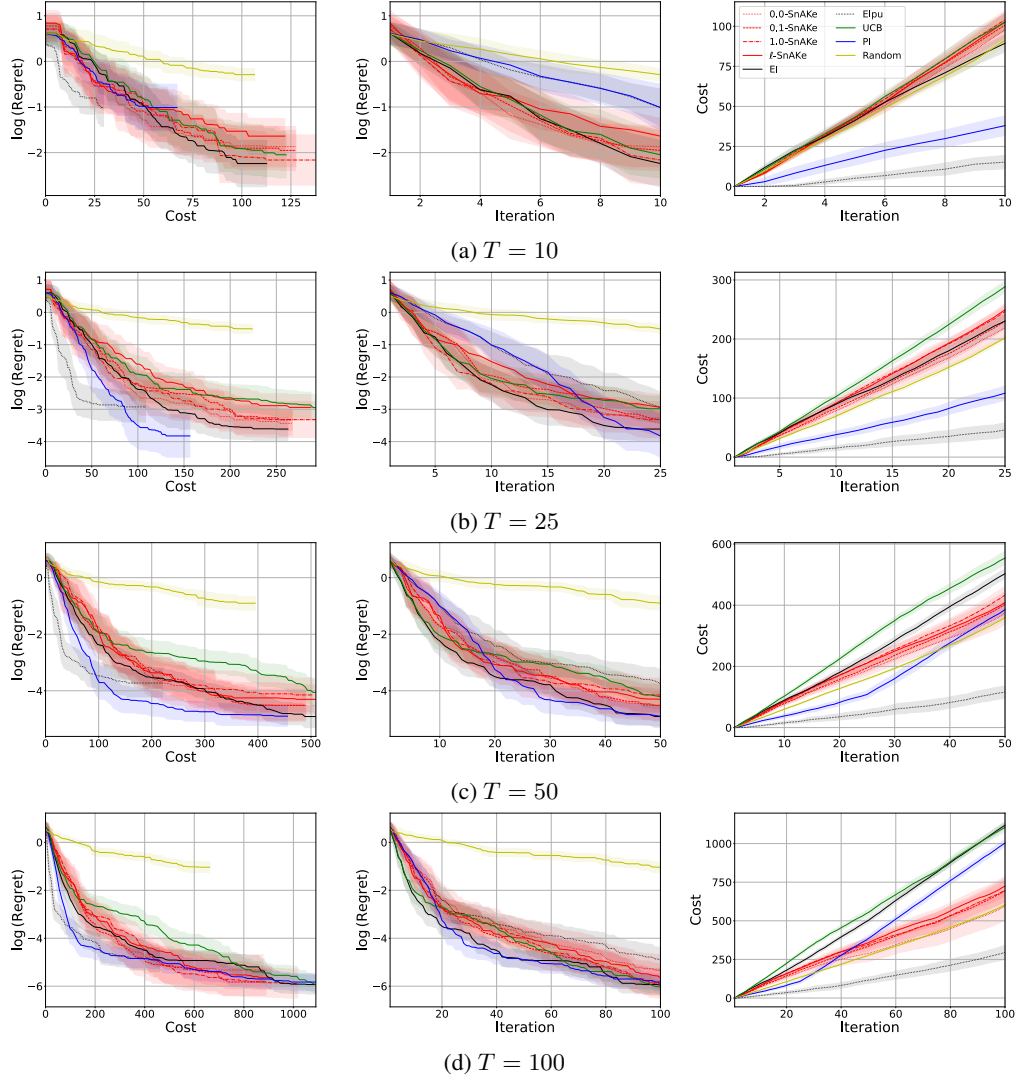 1
0
−1
−2
log(Regret)
0 25 50 75 100 125
Cost
1
0
−1
−2
log(Regret)
2 4 6 8 10
Iteration
100
75
50
25
0
Cost
2 4 6 8 10
Iteration
0,0-SnAKe
0,1-SnAKe
1.0-SnAKe
ℓ-SnAKe
EI
EIpu
UCB
PI
Random
(a) T = 10
1
0
−1
−2
−3
−4
log(Regret)
0 50 100 150 200 250
Cost
1
0
−1
−2
−3
−4
log(Regret)
5 10 15 20 25
Iteration
300
200
100
0
Cost
5 10 15 20 25
Iteration
(b) T = 25
0
−2
−4
log(Regret)
0 100 200 300 400 500
Cost
0
−2
−4
log(Regret)
10 20 30 40 50
Iteration
600
400
200
0
Cost
10 20 30 40 50
Iteration
(c) T = 50
0
−2
−4
−6
log(Regret)
0 200 400 600 800 1000
Cost
0
−2
−4
−6
log(Regret)
20 40 60 80 100
Iteration
1000
750
500
250
0
Cost
20 40 60 80 100
Iteration
(d) T = 100